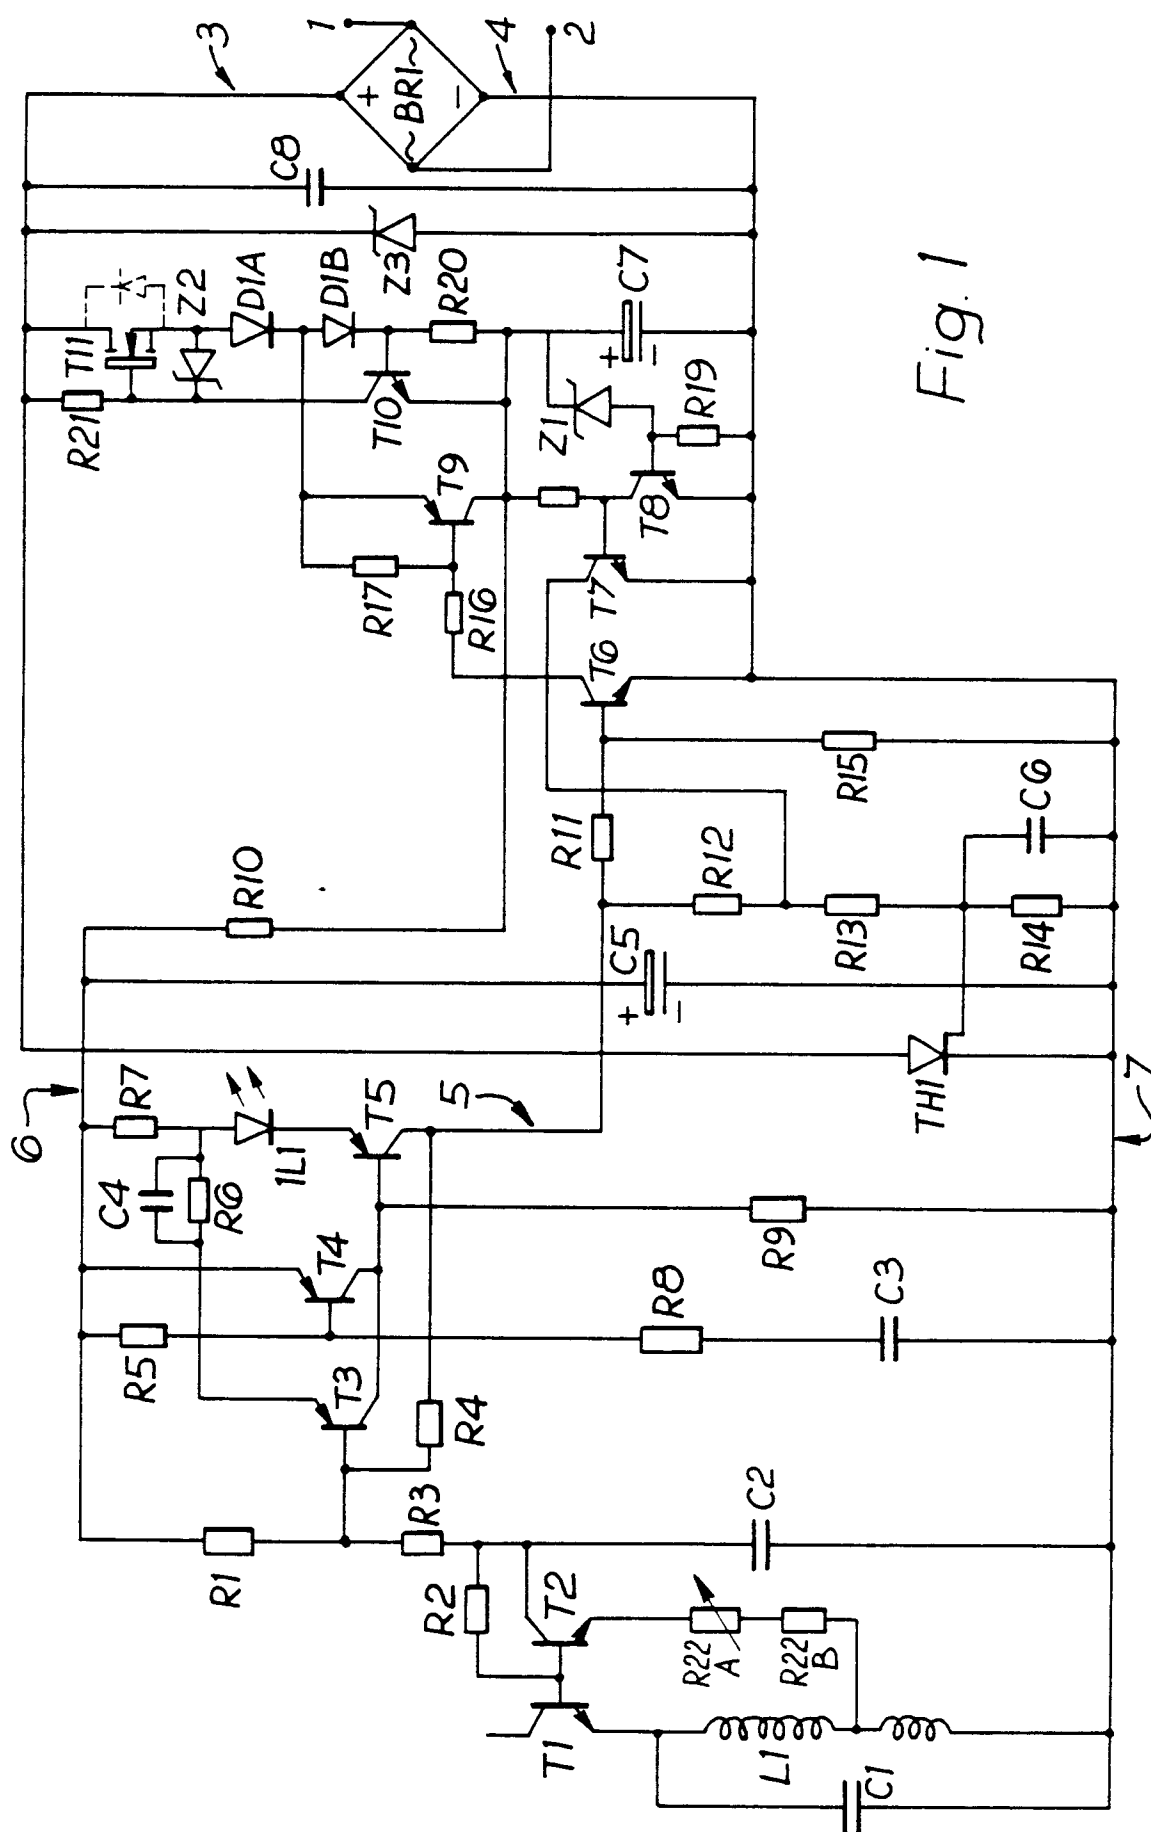 1
3
BR1
+
~
~
−
4
2
C8
Z3
T11
Z2
D1A
D1B
R20
C7
+
−
R21
T10
Z1
R19
T9
T8
R17
R16
T7
T6
R15
C6
R11
R12
R13
R14
R10
C5
+
−
TH1
6
R7
1L1
T5
5
7
C4
R6
T4
R9
R5
R8
C3
T3
R4
R1
R3
R2
T2
C2
R22
A
R22
B
T1
L1
C1
Fig. 1